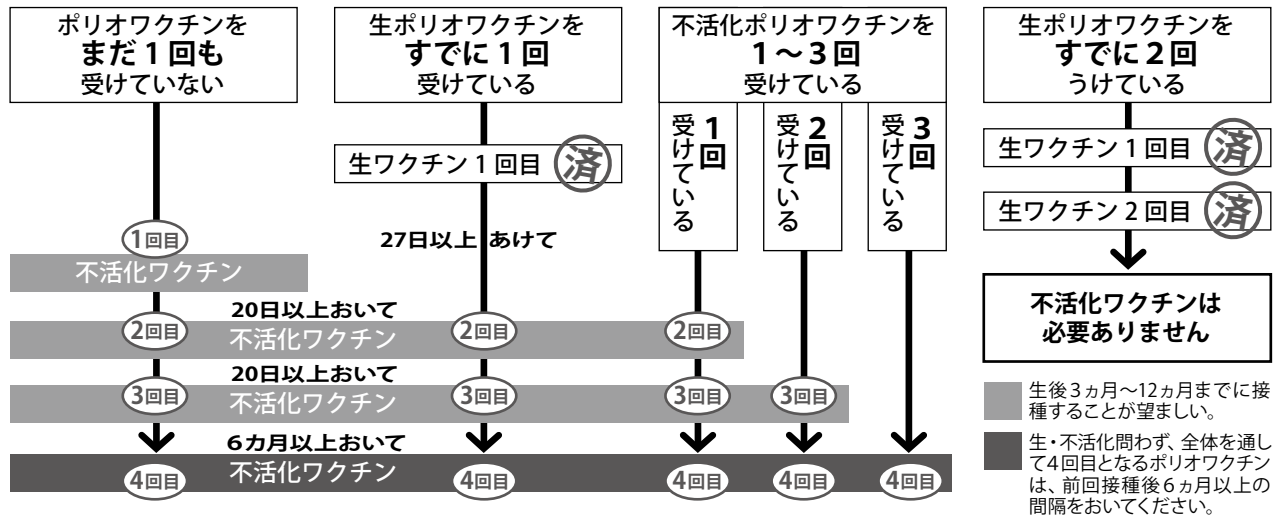 ポリオワクチンを
まだ1回も
受けていない
生ポリオワクチンを
すでに1回
受けている
不活化ポリオワクチンを
1〜3回
受けている
生ポリオワクチンを
すでに2回
うけている
1回
受けている
2回
受けている
3回
受けている
生ワクチン1回目 済
生ワクチン1回目 済
生ワクチン2回目 済
1回目
27日以上 あけて
不活化ワクチン
20日以上おいて
2回目 2回目 2回目
不活化ワクチン
20日以上おいて
3回目 3回目 3回目 3回目
不活化ワクチン
6カ月以上おいて
不活化ワクチン
4回目 4回目 4回目 4回目 4回目
不活化ワクチンは
必要ありません
生後3ヵ月〜12ヵ月までに接
種することが望ましい。
生・不活化問わず、全体を通し
て4回目となるポリオワクチン
は、前回接種後6ヵ月以上の
間隔をおいてください。